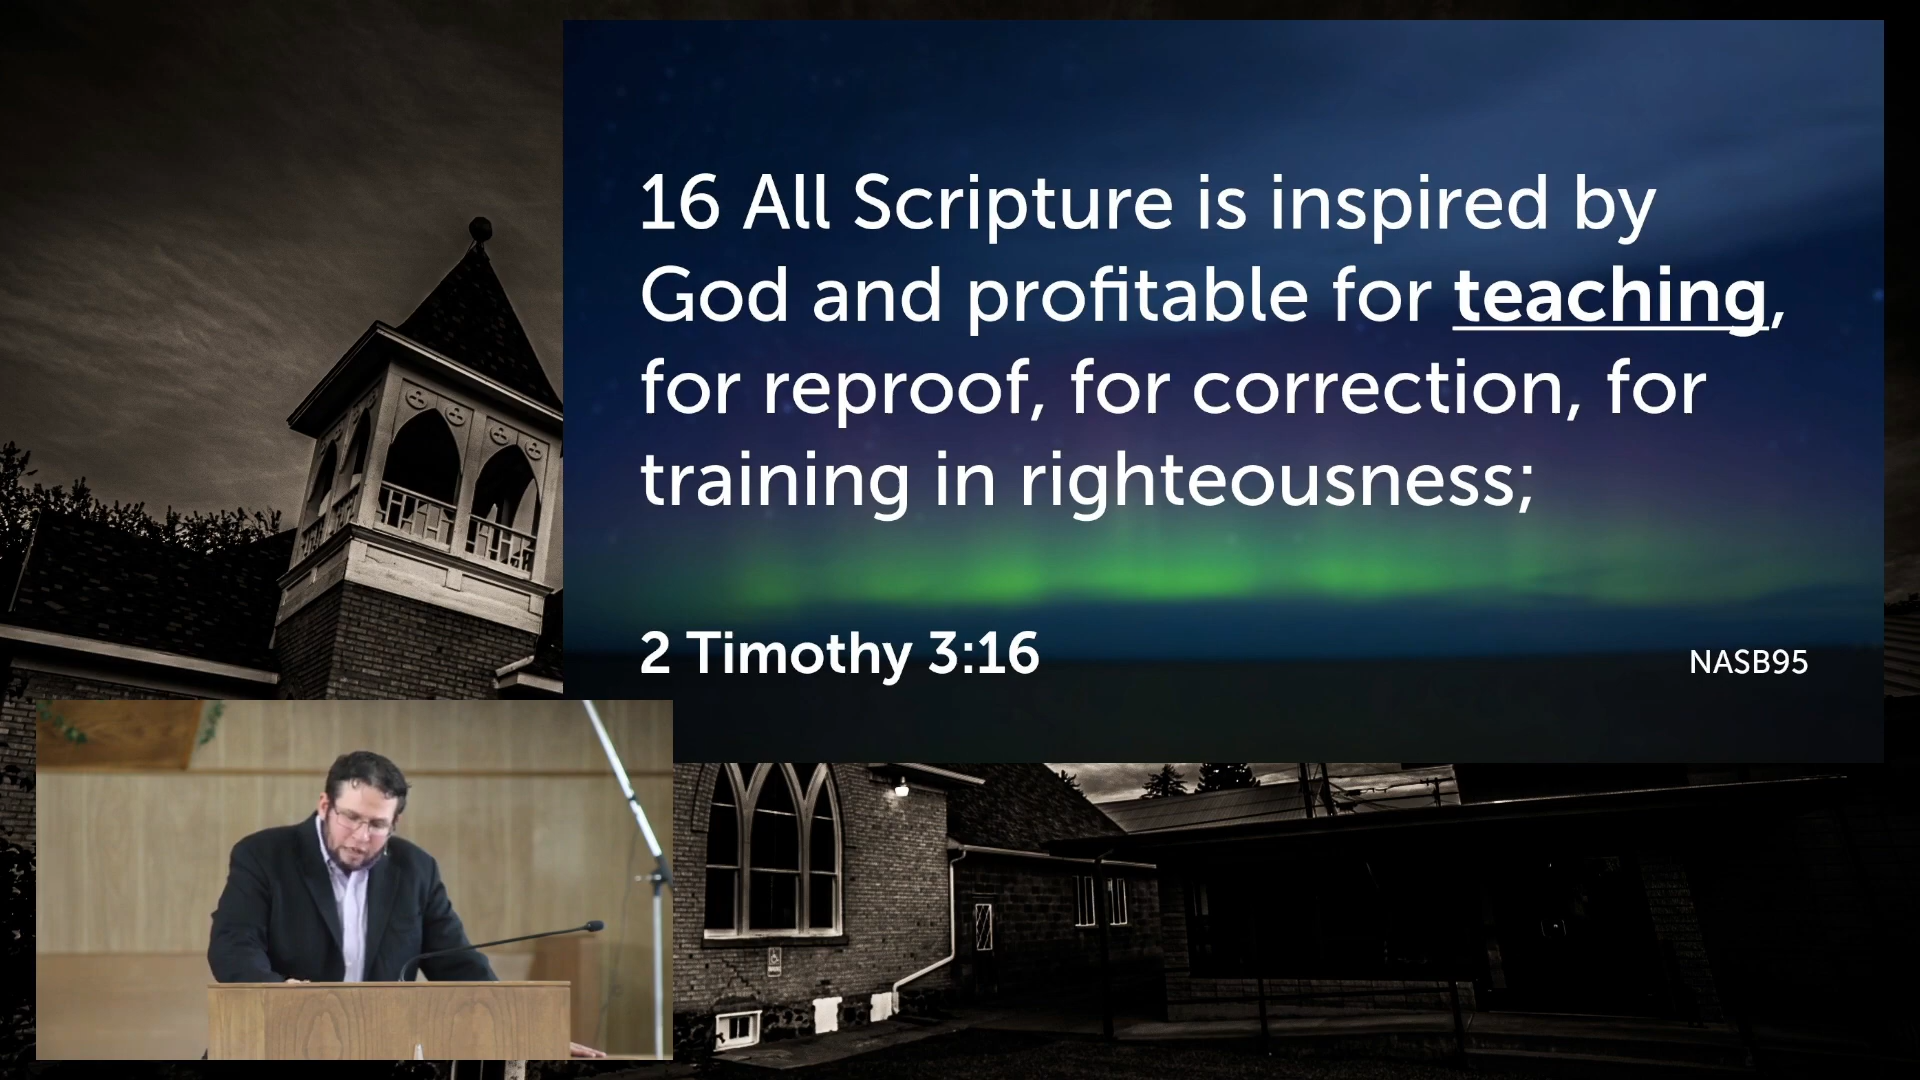 16 All Scripture is inspired by
God and profitable for teaching,
for reproof, for correction, for
training in righteousness;
2 Timothy 3:16
NASB95